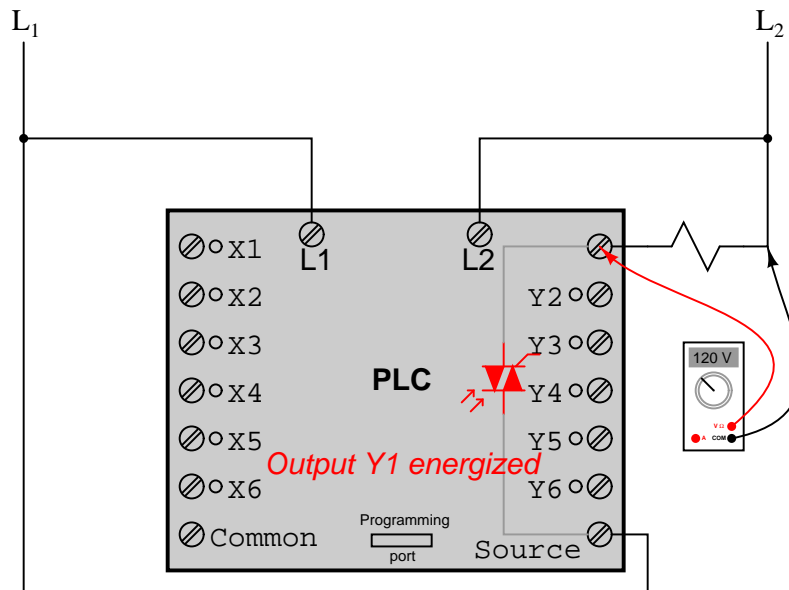 L1
L2
L1
L2
X1
X2
X3
X4
X5
X6
Common
Y2
Y3
Y4
Y5
Y6
Source
PLC
Output Y1 energized
Programming
port
120 V
V Ω
A
COM